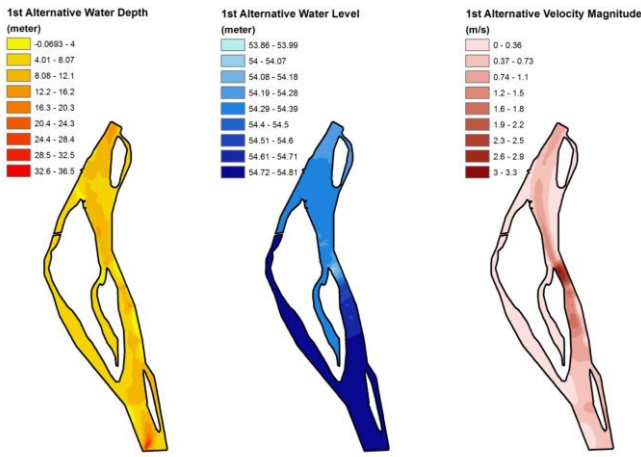 1st Alternative Water Depth
(meter)
-0.0693 - 4
4.01 - 8.07
8.08 - 12.1
12.2 - 16.2
16.3 - 20.3
20.4 - 24.3
24.4 - 28.4
28.5 - 32.5
32.6 - 36.5
1st Alternative Water Level
(meter)
53.86 - 53.99
54 - 54.07
54.08 - 54.18
54.19 - 54.28
54.29 - 54.39
54.4 - 54.5
54.51 - 54.6
54.61 - 54.71
54.72 - 54.81
1st Alternative Velocity Magnitude
(m/s)
0 - 0.36
0.37 - 0.73
0.74 - 1.1
1.2 - 1.5
1.6 - 1.8
1.9 - 2.2
2.3 - 2.5
2.6 - 2.9
3 - 3.3